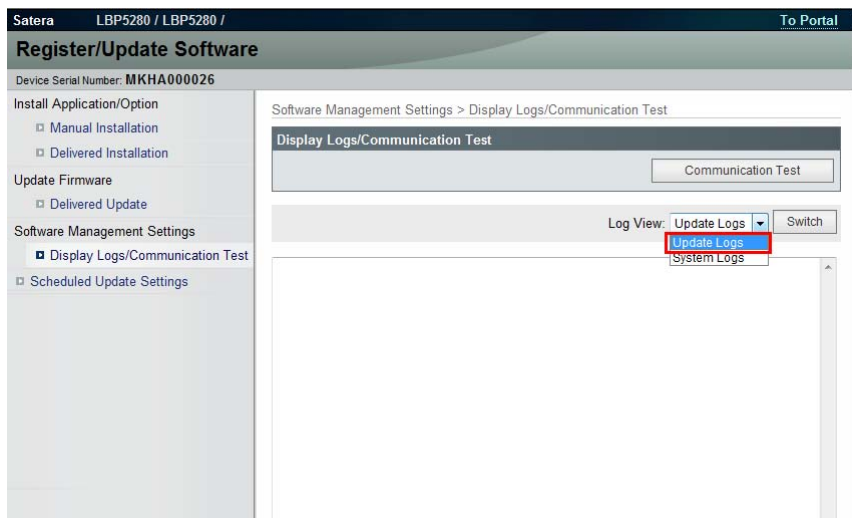 Satera LBP5280 / LBP5280 / To Portal
Register/Update Software
Device Serial Number: MKHA000026
Install Application/Option
Manual Installation
Delivered Installation
Update Firmware
Delivered Update
Software Management Settings
Display Logs/Communication Test
Scheduled Update Settings
Software Management Settings > Display Logs/Communication Test
Display Logs/Communication Test
Communication Test
Log View: Update Logs Switch
Update Logs
System Logs